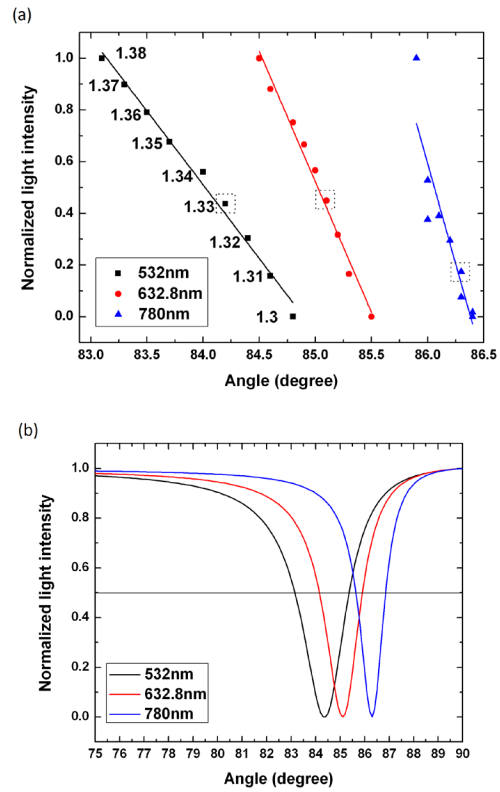 (a)
Normalized light intensity
1.0
0.8
0.6
0.4
0.2
0.0
1.38
1.37
1.36
1.35
1.34
1.33
1.32
1.31
1.3
532nm
632.8nm
780nm
83.0 83.5 84.0 84.5 85.0 85.5 86.0 86.5
Angle (degree)
(b)
Normalized light intensity
1.0
0.8
0.6
0.4
0.2
0.0
532nm
632.8nm
780nm
75 76 77 78 79 80 81 82 83 84 85 86 87 88 89 90
Angle (degree)